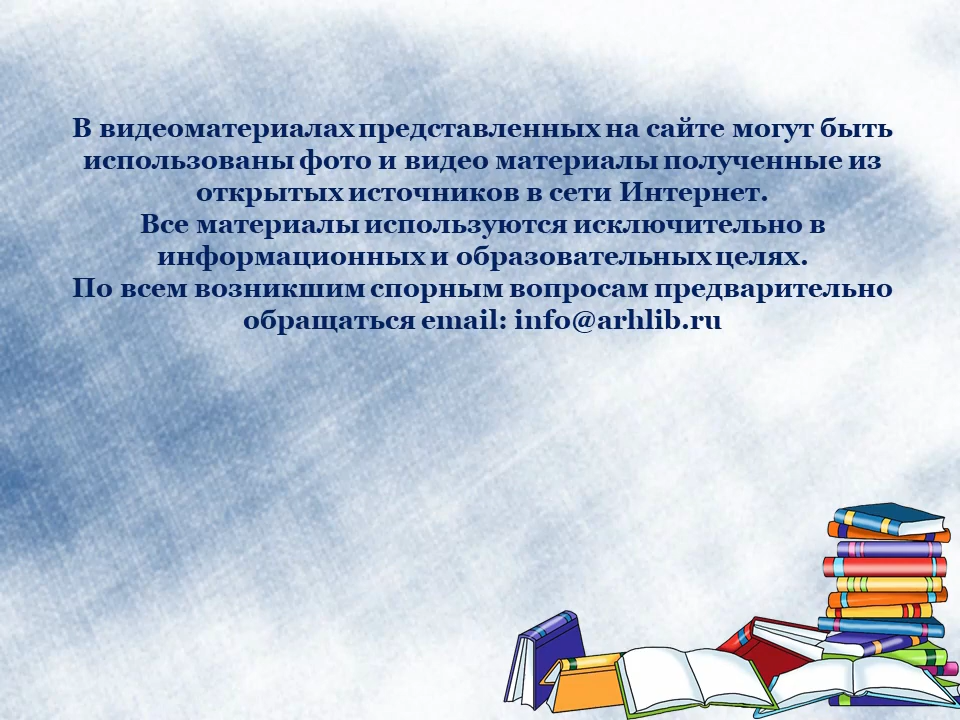 В видеоматериалах представленных на сайте могут быть
использованы фото и видео материалы полученные из
открытых источников в сети Интернет.
Все материалы используются исключительно в
информационных и образовательных целях.
По всем возникшим спорным вопросам предварительно
обращаться email: info@arhlib.ru